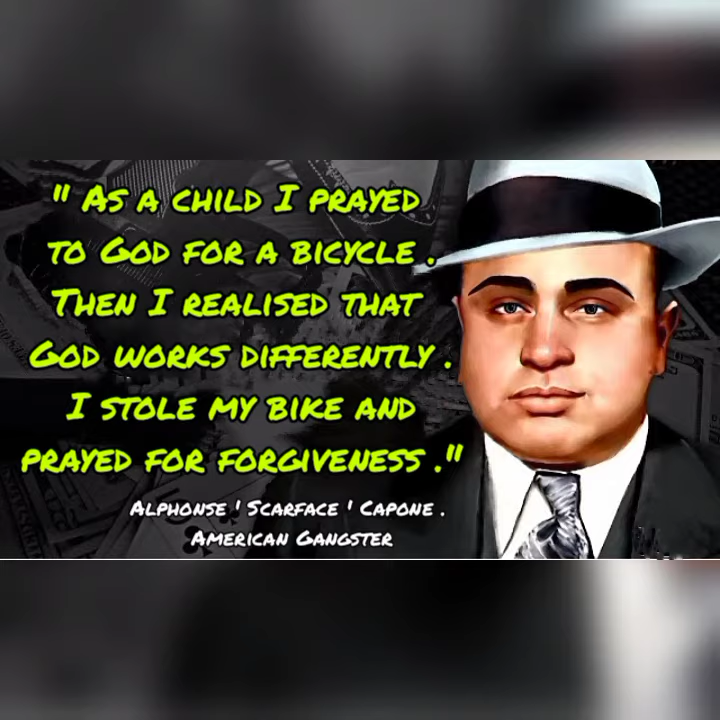 " As a child I prayed
to God for a bicycle .
Then I realised that
God works differently .
I stole my bike and
prayed for forgiveness ."
Alphonse ' Scarface ' Capone .
American Gangster